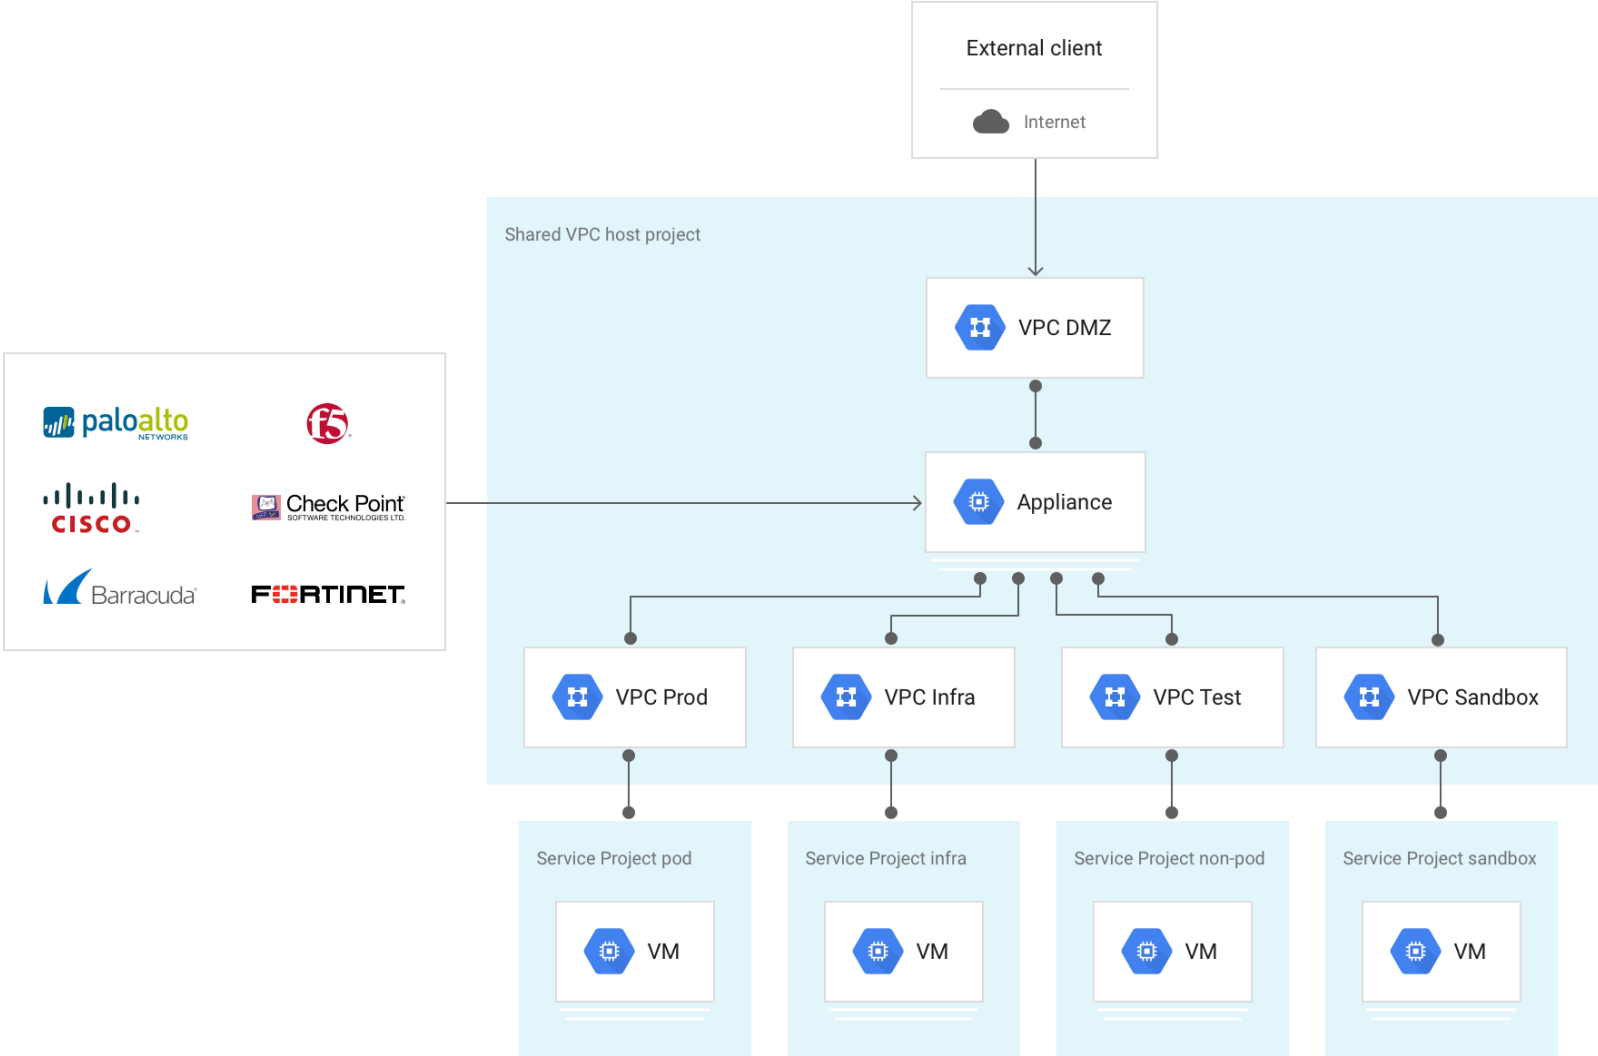 External client
Internet
Shared VPC host project
VPC DMZ
paloalto
NETWORKS
f5
CISCO
Check Point
SOFTWARE TECHNOLOGIES LTD.
Barracuda
FORTINET
Appliance
VPC Prod
VPC Infra
VPC Test
VPC Sandbox
Service Project pod
Service Project infra
Service Project non-pod
Service Project sandbox
VM
VM
VM
VM